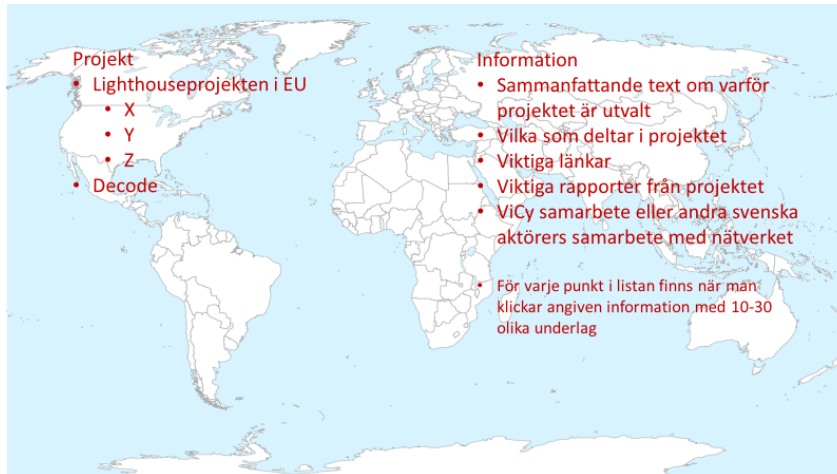 Projekt
• Lighthouseprojekten i EU
• X
• Y
• Z
• Decode
Information
• Sammanfattande text om varför
projektet är utvalt
• Vilka som deltar i projektet
• Viktiga länkar
• Viktiga rapporter från projektet
• ViCy samarbete eller andra svenska
aktörers samarbete med nätverket
• För varje punkt i listan finns när man
klickar angiven information med 10-30
olika underlag